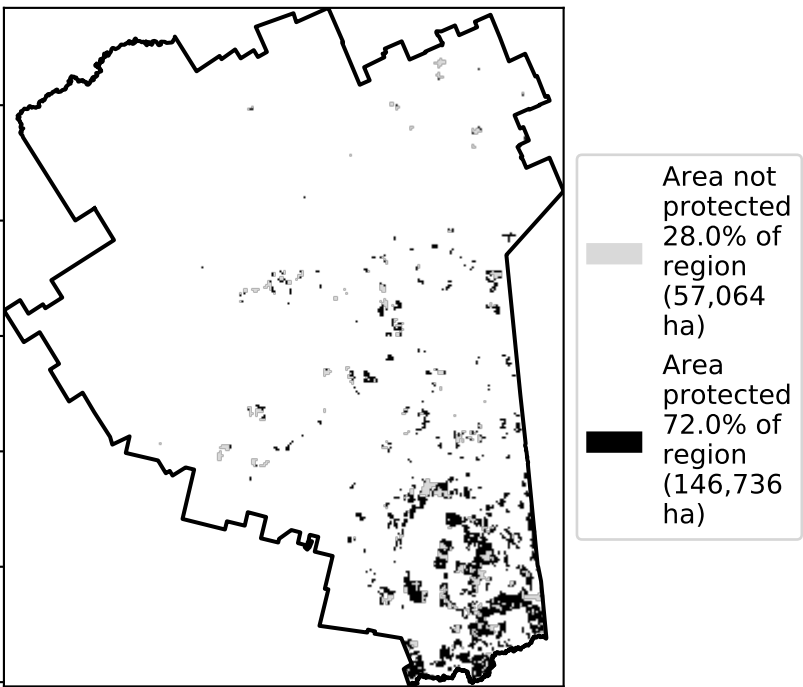 Area not
protected
28.0% of
region
(57,064
ha)
Area
protected
72.0% of
region
(146,736
ha)